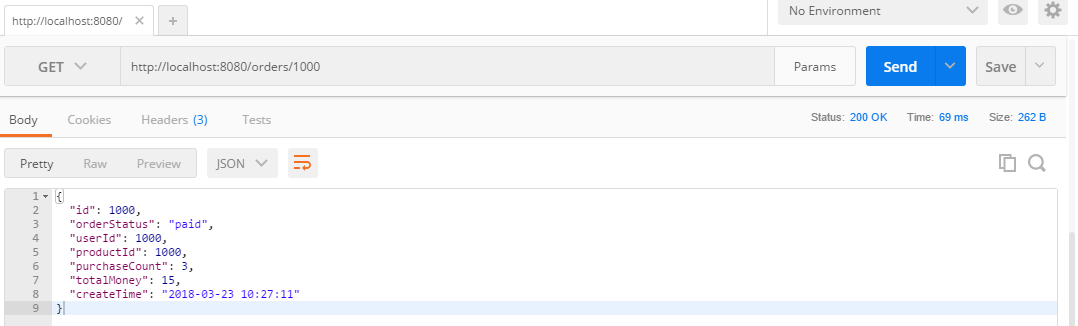 http://localhost:8080/
No Environment
GET http://localhost:8080/orders/1000 Params Send Save
Body Cookies Headers (3) Tests Status: 200 OK Time: 69 ms Size: 262 B
Pretty Raw Preview JSON
1 {
2 "id": 1000,
3 "orderStatus": "paid",
4 "userId": 1000,
5 "productId": 1000,
6 "purchaseCount": 3,
7 "totalMoney": 15,
8 "createTime": "2018-03-23 10:27:11"
9 }